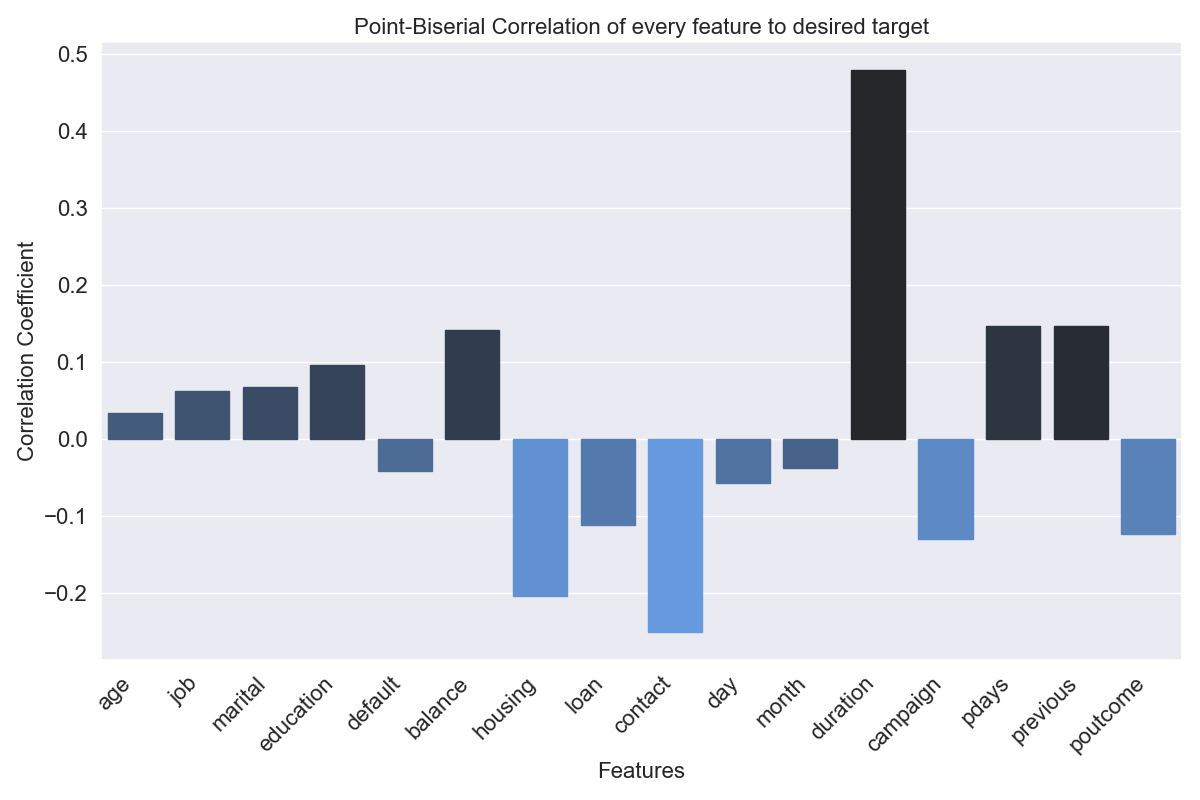 Point-Biserial Correlation of every feature to desired target
0.5
0.4
0.3
0.2
0.1
0.0
−0.1
−0.2
Correlation Coefficient
age
job
marital
education
default
balance
housing
loan
contact
day
month
duration
campaign
pdays
previous
poutcome
Features